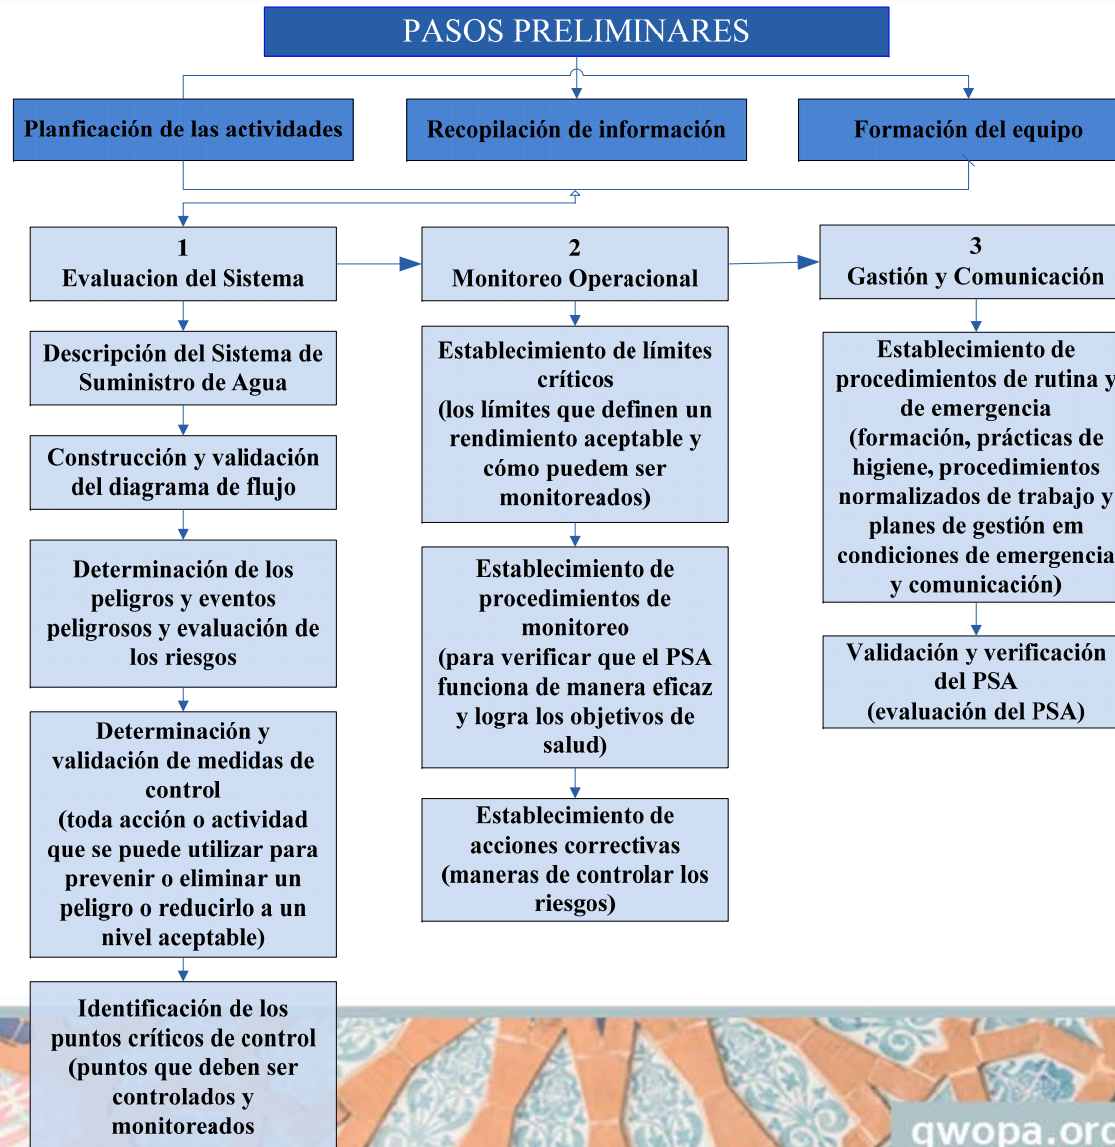 PASOS PRELIMINARES
Planficación de las actividades
Recopilación de información
Formación del equipo
1
Evaluacion del Sistema
Descripción del Sistema de
Suministro de Agua
Construcción y validación
del diagrama de flujo
Determinación de los
peligros y eventos
peligrosos y evaluación de
los riesgos
Determinación y
validación de medidas de
control
(toda acción o actividad
que se puede utilizar para
prevenir o eliminar un
peligro o reducirlo a un
nivel aceptable)
Identificación de los
puntos críticos de control
(puntos que deben ser
controlados y
monitoreados
2
Monitoreo Operacional
Establecimiento de límites
críticos
(los límites que definen un
rendimiento aceptable y
cómo puedem ser
monitoreados)
Establecimiento de
procedimientos de
monitoreo
(para verificar que el PSA
funciona de manera eficaz
y logra los objetivos de
salud)
Establecimiento de
acciones correctivas
(maneras de controlar los
riesgos)
3
Gastión y Comunicación
Establecimiento de
procedimientos de rutina y
de emergencia
(formación, prácticas de
higiene, procedimientos
normalizados de trabajo y
planes de gestión em
condiciones de emergencia
y comunicación)
Validación y verificación
del PSA
(evaluación del PSA)
gwopa.org